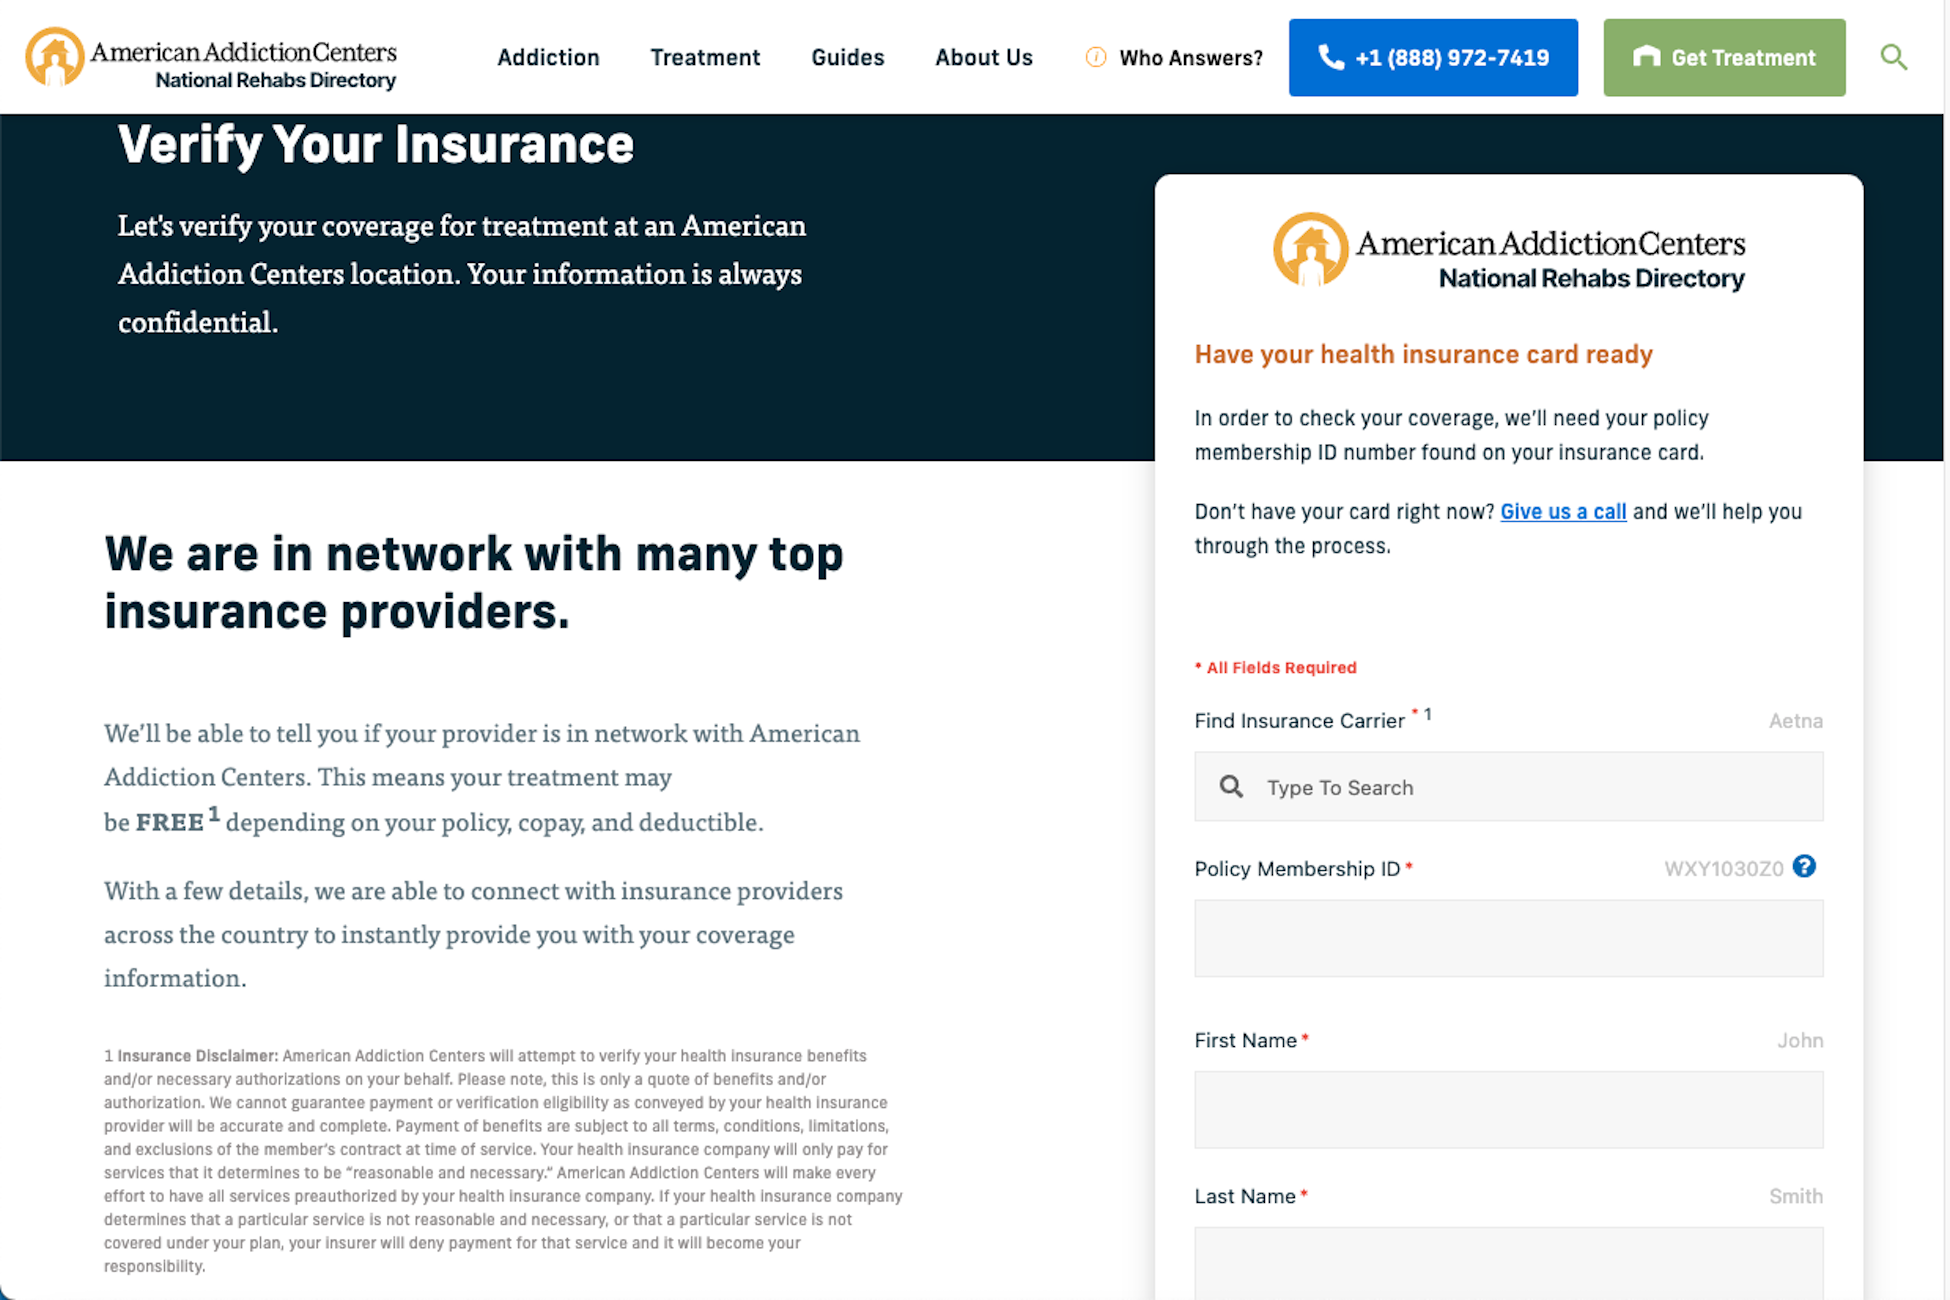 American Addiction Centers
National Rehabs Directory
Addiction
Treatment
Guides
About Us
Who Answers?
+1 (888) 972-7419
Get Treatment
Verify Your Insurance
Let's verify your coverage for treatment at an American
Addiction Centers location. Your information is always
confidential.
We are in network with many top
insurance providers.
We'll be able to tell you if your provider is in network with American
Addiction Centers. This means your treatment may
be FREE1 depending on your policy, copay, and deductible.
With a few details, we are able to connect with insurance providers
across the country to instantly provide you with your coverage
information.
1 Insurance Disclaimer: American Addiction Centers will attempt to verify your health insurance benefits
and/or necessary authorizations on your behalf. Please note, this is only a quote of benefits and/or
authorization. We cannot guarantee payment or verification eligibility as conveyed by your health insurance
provider will be accurate and complete. Payment of benefits are subject to all terms, conditions, limitations,
and exclusions of the member's contract at time of service. Your health insurance company will only pay for
services that it determines to be “reasonable and necessary.” American Addiction Centers will make every
effort to have all services preauthorized by your health insurance company. If your health insurance company
determines that a particular service is not reasonable and necessary, or that a particular service is not
covered under your plan, your insurer will deny payment for that service and it will become your
responsibility.
American Addiction Centers
National Rehabs Directory
Have your health insurance card ready
In order to check your coverage, we'll need your policy
membership ID number found on your insurance card.
Don't have your card right now? Give us a call and we'll help you
through the process.
* All Fields Required
Find Insurance Carrier * 1
Aetna
Type To Search
Policy Membership ID *
WXY1030Z0 ?
First Name *
John
Last Name *
Smith